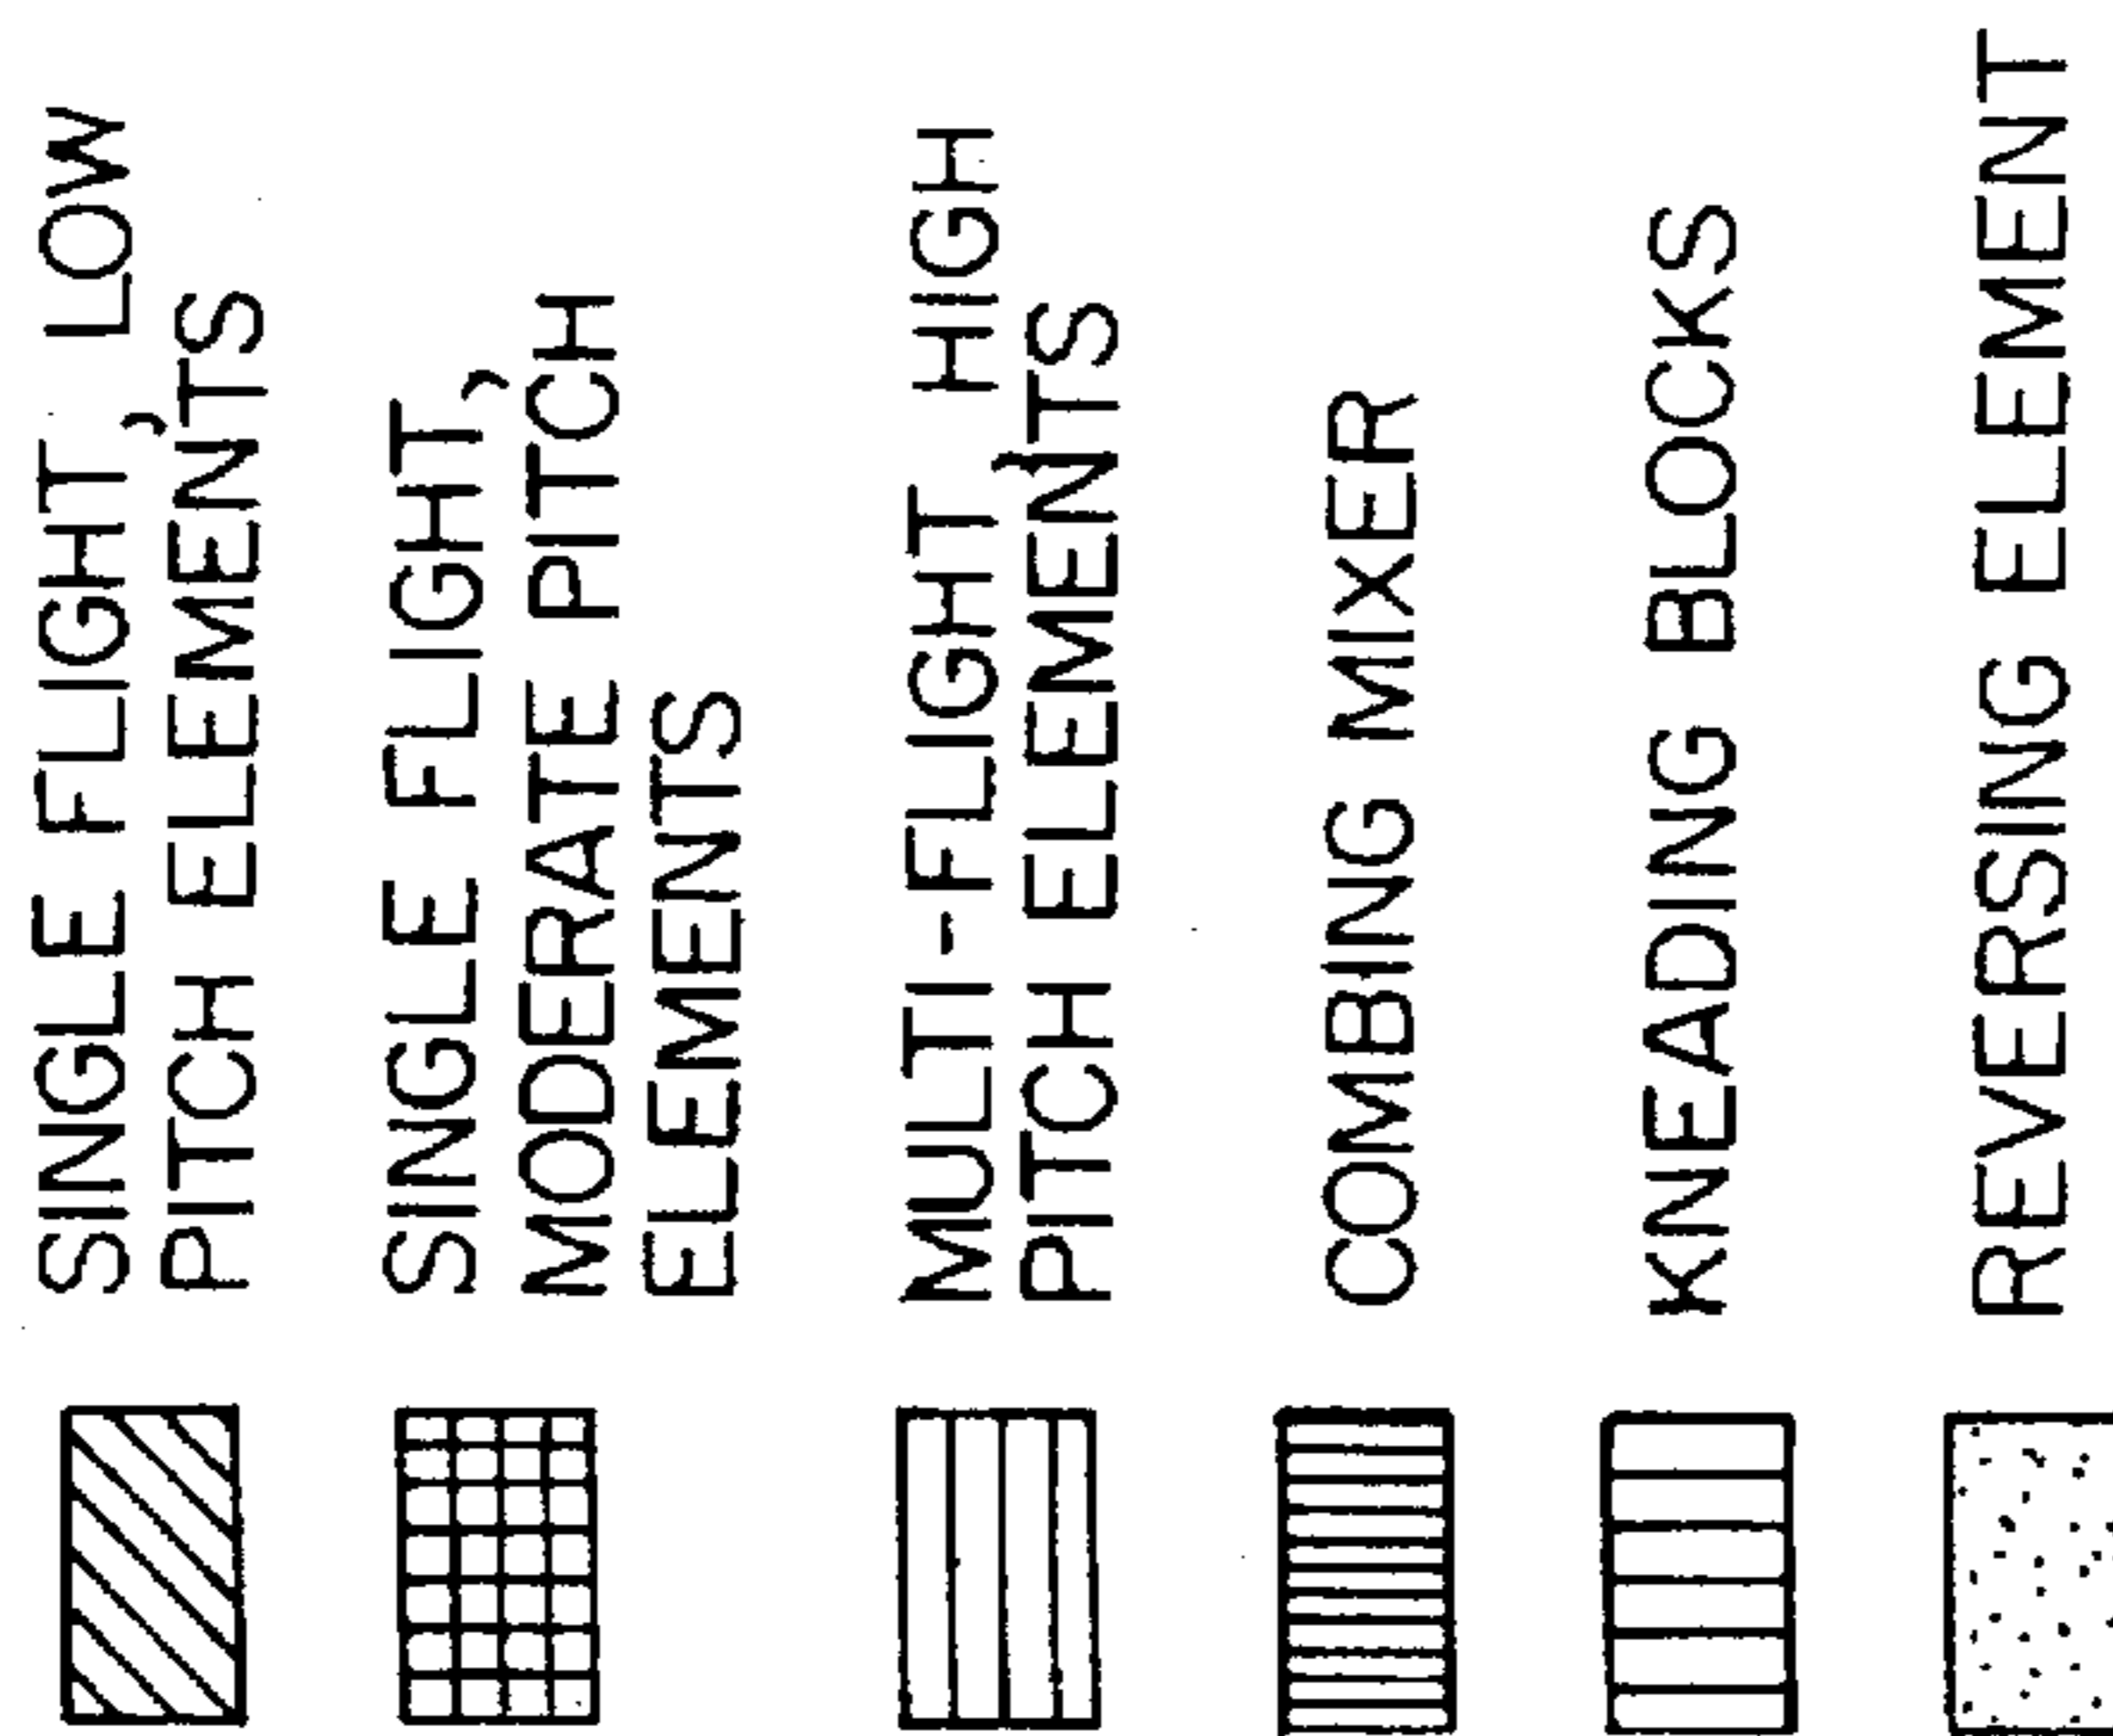 SINGLE FLIGHT, LOW
PITCH ELEMENTS
SINGLE FLIGHT,
MODERATE PITCH
ELEMENTS
MULTI-FLIGHT, HIGH
PITCH ELEMENTS
COMBING MIXER
KNEADING BLOCKS
REVERSING ELEMENT